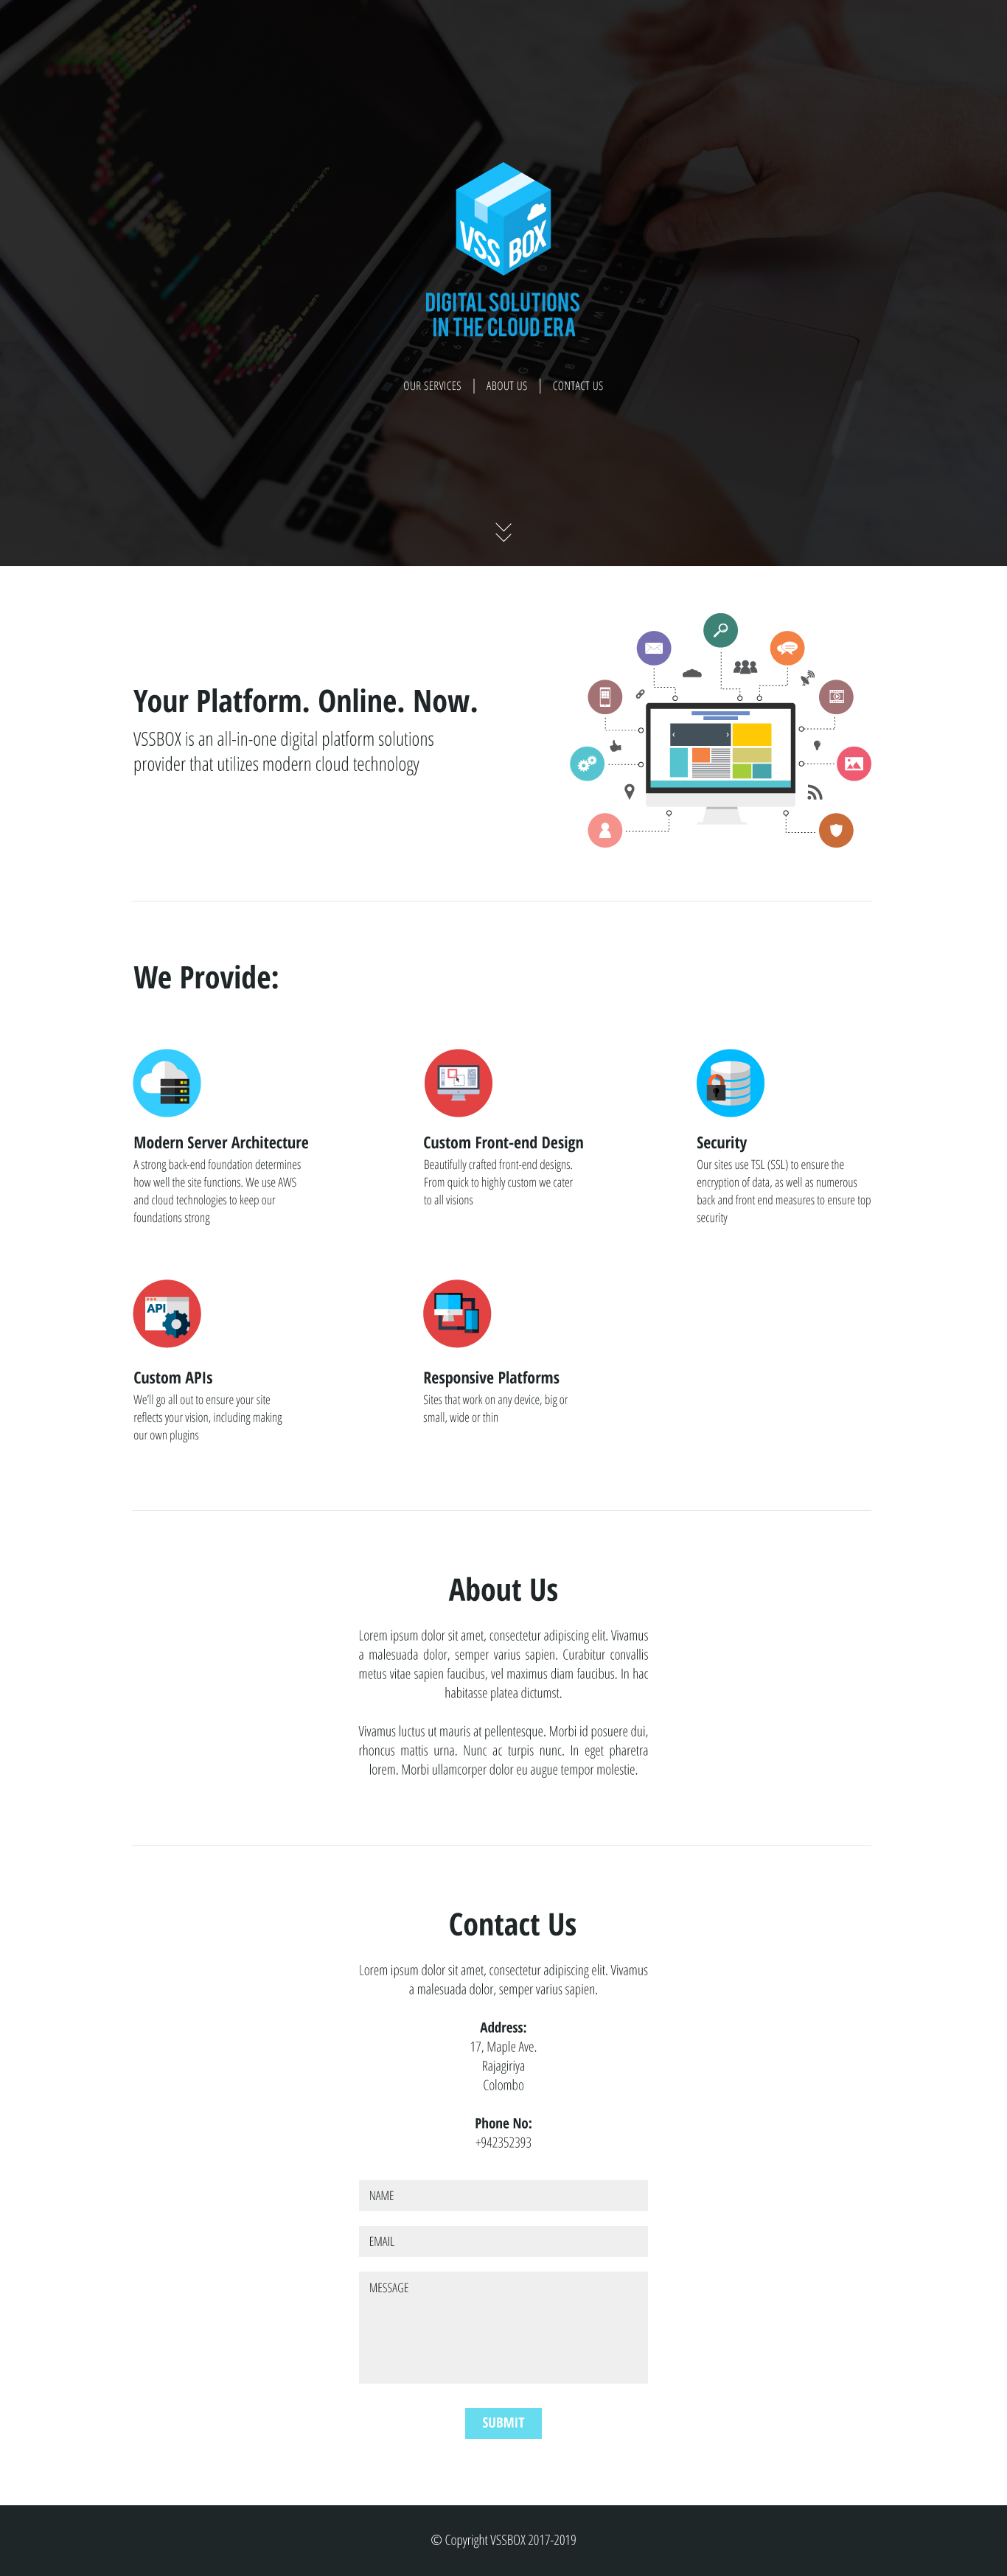 VSS BOX
DIGITAL SOLUTIONS
IN THE CLOUD ERA
OUR SERVICES
ABOUT US
CONTACT US
Your Platform. Online. Now.
VSSBOX is an all-in-one digital platform solutions
provider that utilizes modern cloud technology
We Provide:
Modern Server Architecture
A strong back-end foundation determines
how well the site functions. We use AWS
and cloud technologies to keep our
foundations strong
Custom Front-end Design
Beautifully crafted front-end designs.
From quick to highly custom we cater
to all visions
Security
Our sites use TSL (SSL) to ensure the
encryption of data, as well as numerous
back and front end measures to ensure top
security
API
Custom APIs
We'll go all out to ensure your site
reflects your vision, including making
our own plugins
Responsive Platforms
Sites that work on any device, big or
small, wide or thin
About Us
Lorem ipsum dolor sit amet, consectetur adipiscing elit. Vivamus
a malesuada dolor, semper varius sapien. Curabitur convallis
metus vitae sapien faucibus, vel maximus diam faucibus. In hac
habitasse platea dictumst.
Vivamus luctus ut mauris at pellentesque. Morbi id posuere dui,
rhoncus mattis urna. Nunc ac turpis nunc. In eget pharetra
lorem. Morbi ullamcorper dolor eu augue tempor molestie.
Contact Us
Lorem ipsum dolor sit amet, consectetur adipiscing elit. Vivamus
a malesuada dolor, semper varius sapien.
Address:
17, Maple Ave.
Rajagiriya
Colombo
Phone No:
+942352393
NAME
EMAIL
MESSAGE
SUBMIT
© Copyright VSSBOX 2017-2019